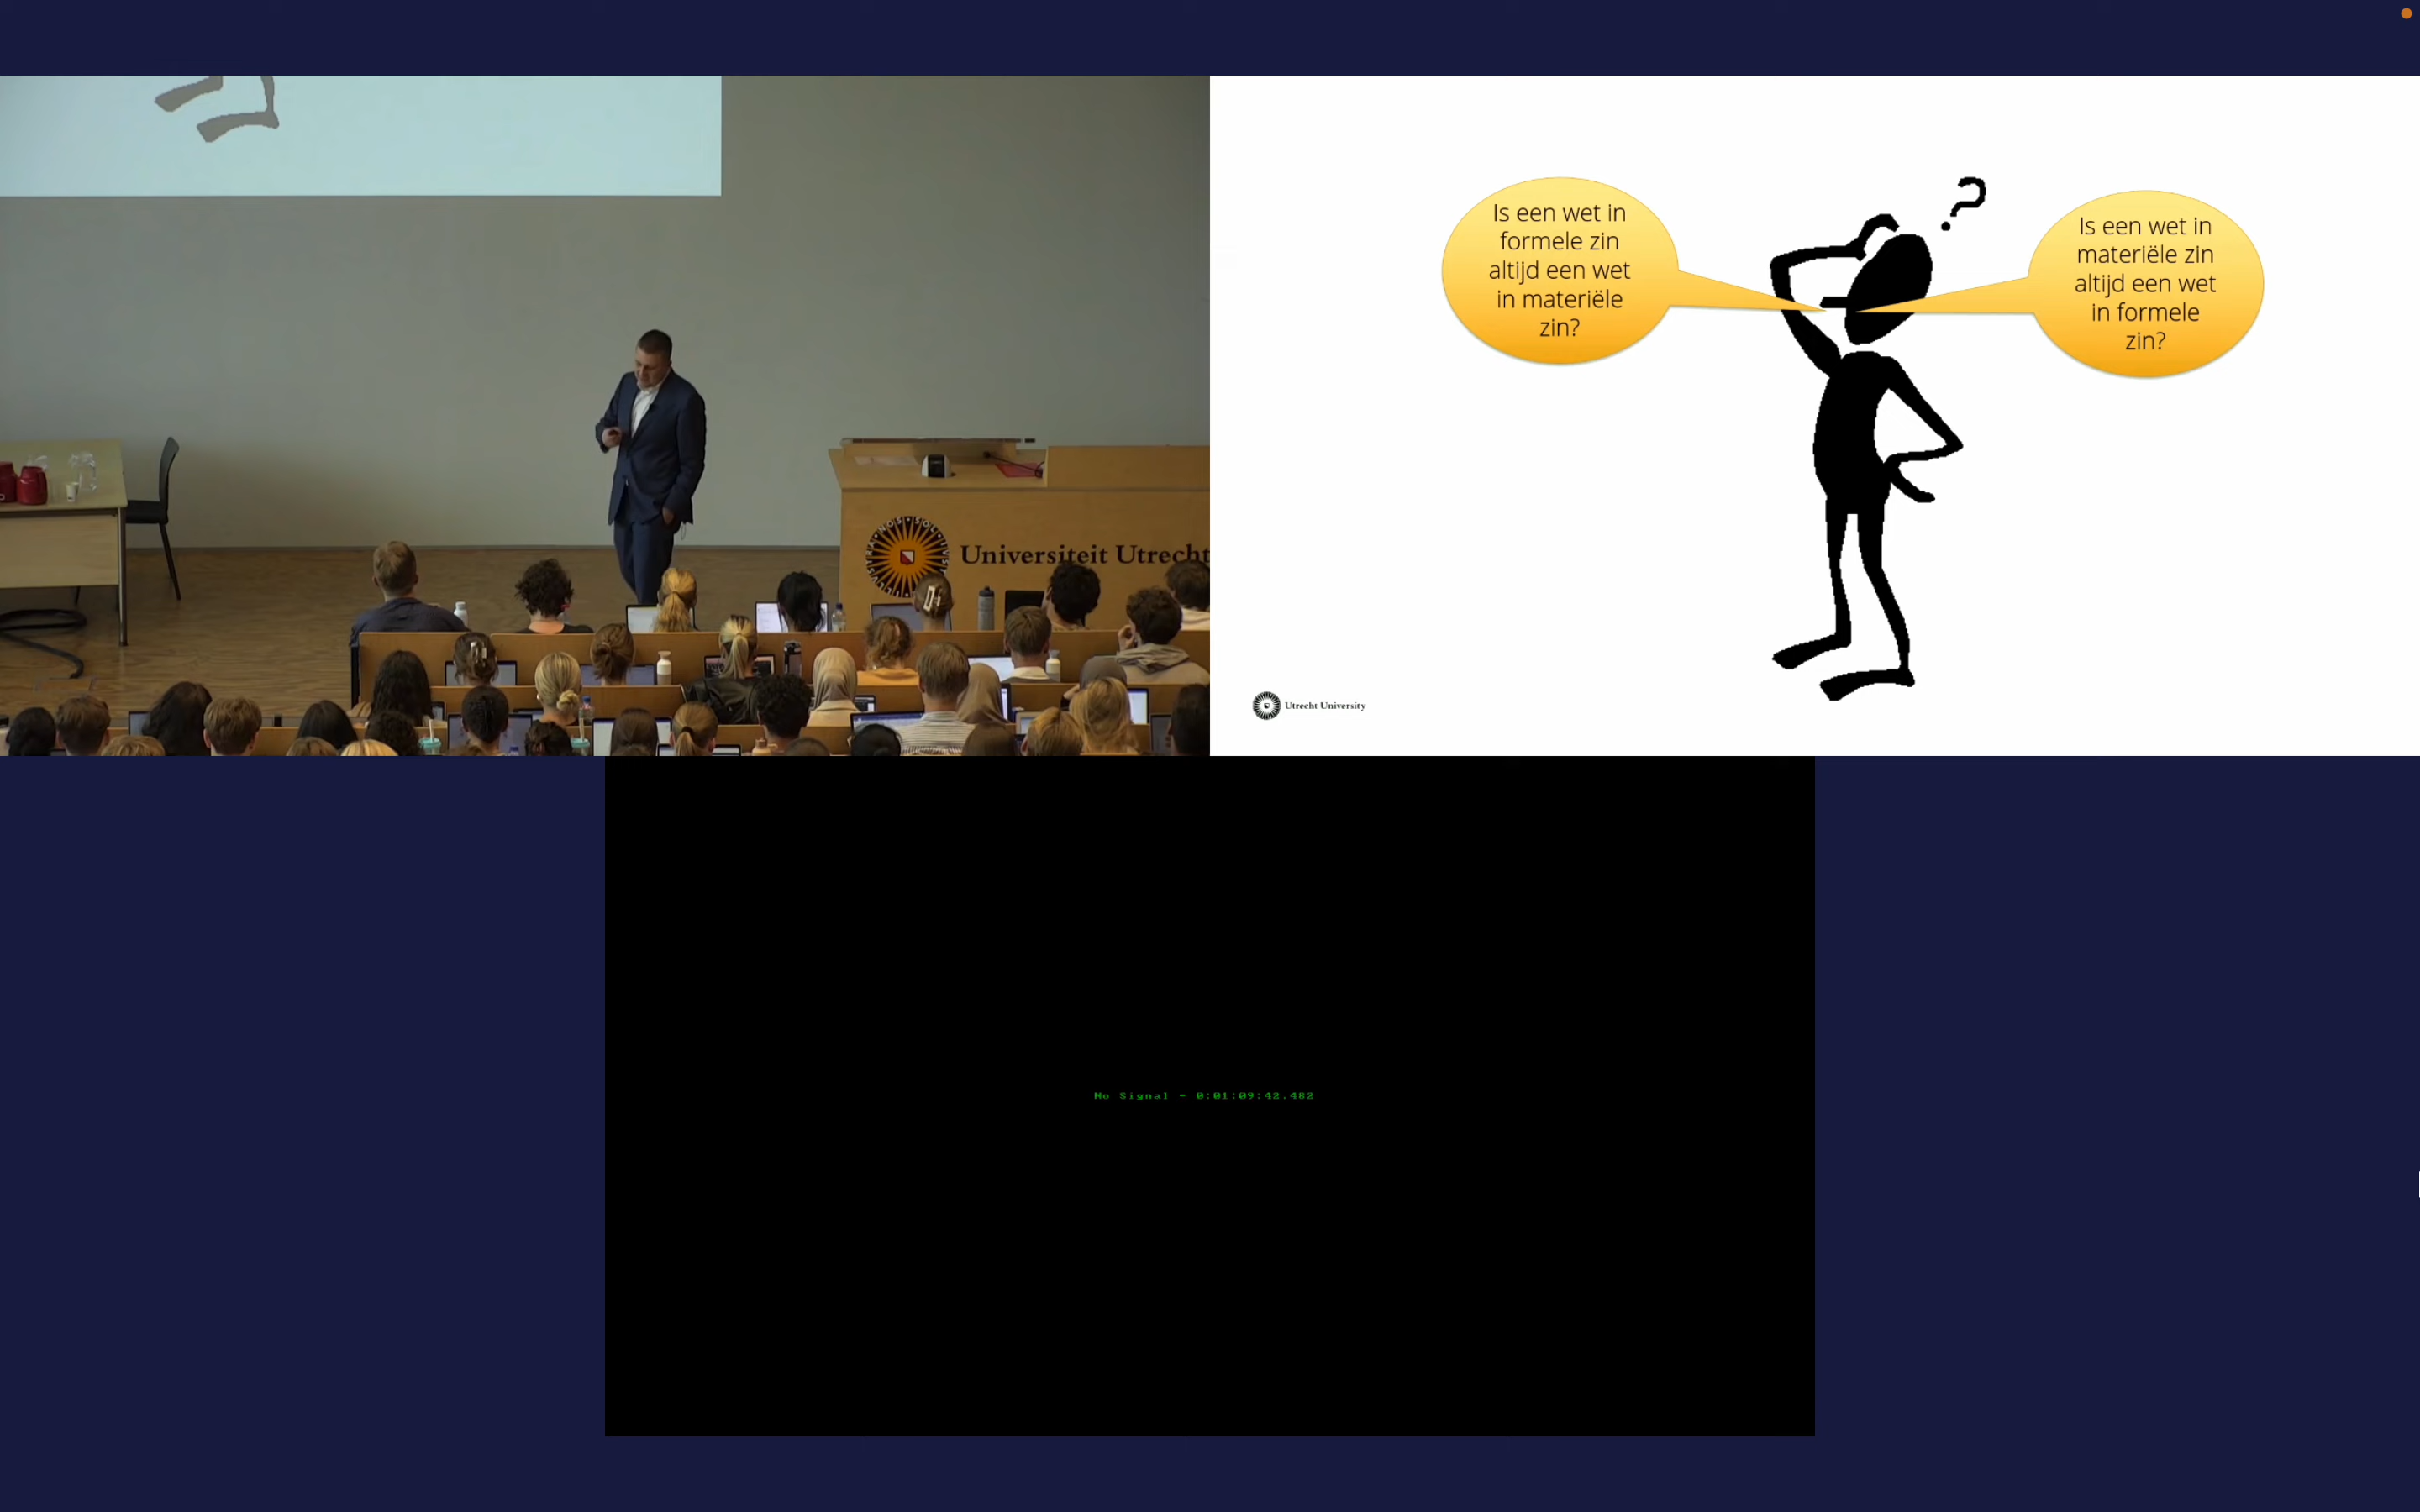 Is een wet in
formele zin
altijd een wet
in materiële
zin?
?
Is een wet in
materiële zin
altijd een wet
in formele
zin?
Universiteit Utrecht
Utrecht University
No Signal - 0:01:09:42.482